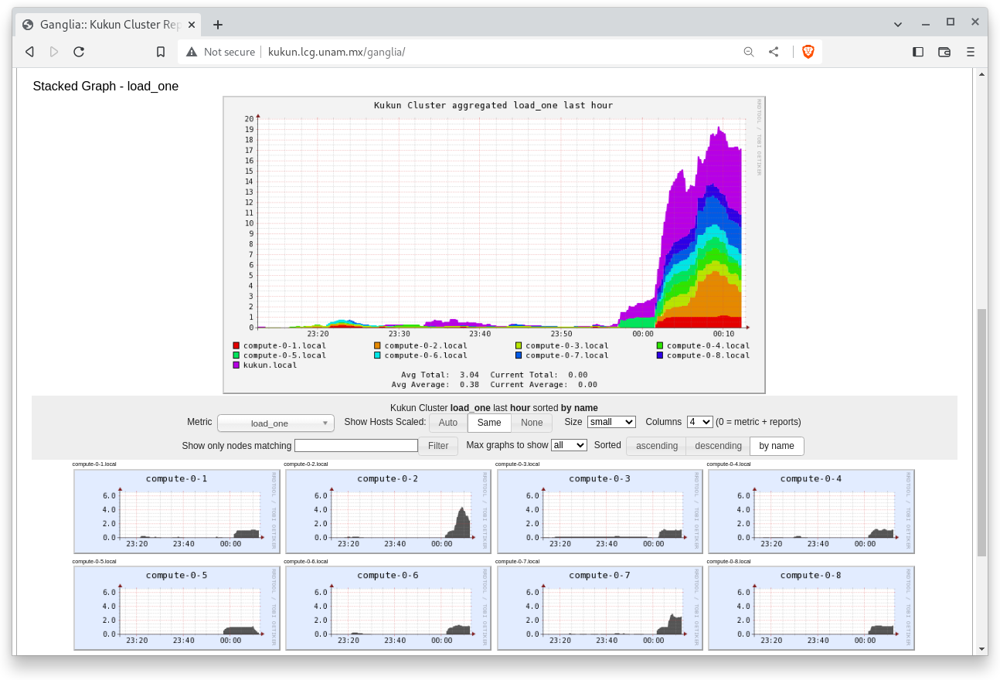 Ganglia:: Kukun Cluster Rep
Not secure kukun.lcg.unam.mx/ganglia/
Stacked Graph - load_one
Kukun Cluster aggregated load_one last hour
RRDTOOL / TOBI OETIKER
20
19
18
17
16
15
14
13
12
11
10
9
8
7
6
5
4
3
2
1
0
23:20 23:30 23:40 23:50 00:00 00:10
compute-0-1.local compute-0-2.local compute-0-3.local compute-0-4.local
compute-0-5.local compute-0-6.local compute-0-7.local compute-0-8.local
kukun.local
Avg Total: 3.04 Current Total: 0.00
Avg Average: 0.38 Current Average: 0.00
Kukun Cluster load_one last hour sorted by name
Metric load_one Show Hosts Scaled: Auto Same None Size small Columns 4 (0 = metric + reports)
Show only nodes matching Filter Max graphs to show all Sorted ascending descending by name
compute-0-1.local compute-0-2.local compute-0-3.local compute-0-4.local
compute-0-1 compute-0-2 compute-0-3 compute-0-4
RRDTOOL / TOBI OETIKER RRDTOOL / TOBI OETIKER RRDTOOL / TOBI OETIKER RRDTOOL / TOBI OETIKER
6.0 6.0 6.0 6.0
4.0 4.0 4.0 4.0
2.0 2.0 2.0 2.0
0.0 0.0 0.0 0.0
23:20 23:40 00:00 23:20 23:40 00:00 23:20 23:40 00:00 23:20 23:40 00:00
compute-0-5.local compute-0-6.local compute-0-7.local compute-0-8.local
compute-0-5 compute-0-6 compute-0-7 compute-0-8
RRDTOOL / TOBI OETIKER RRDTOOL / TOBI OETIKER RRDTOOL / TOBI OETIKER RRDTOOL / TOBI OETIKER
6.0 6.0 6.0 6.0
4.0 4.0 4.0 4.0
2.0 2.0 2.0 2.0
0.0 0.0 0.0 0.0
23:20 23:40 00:00 23:20 23:40 00:00 23:20 23:40 00:00 23:20 23:40 00:00